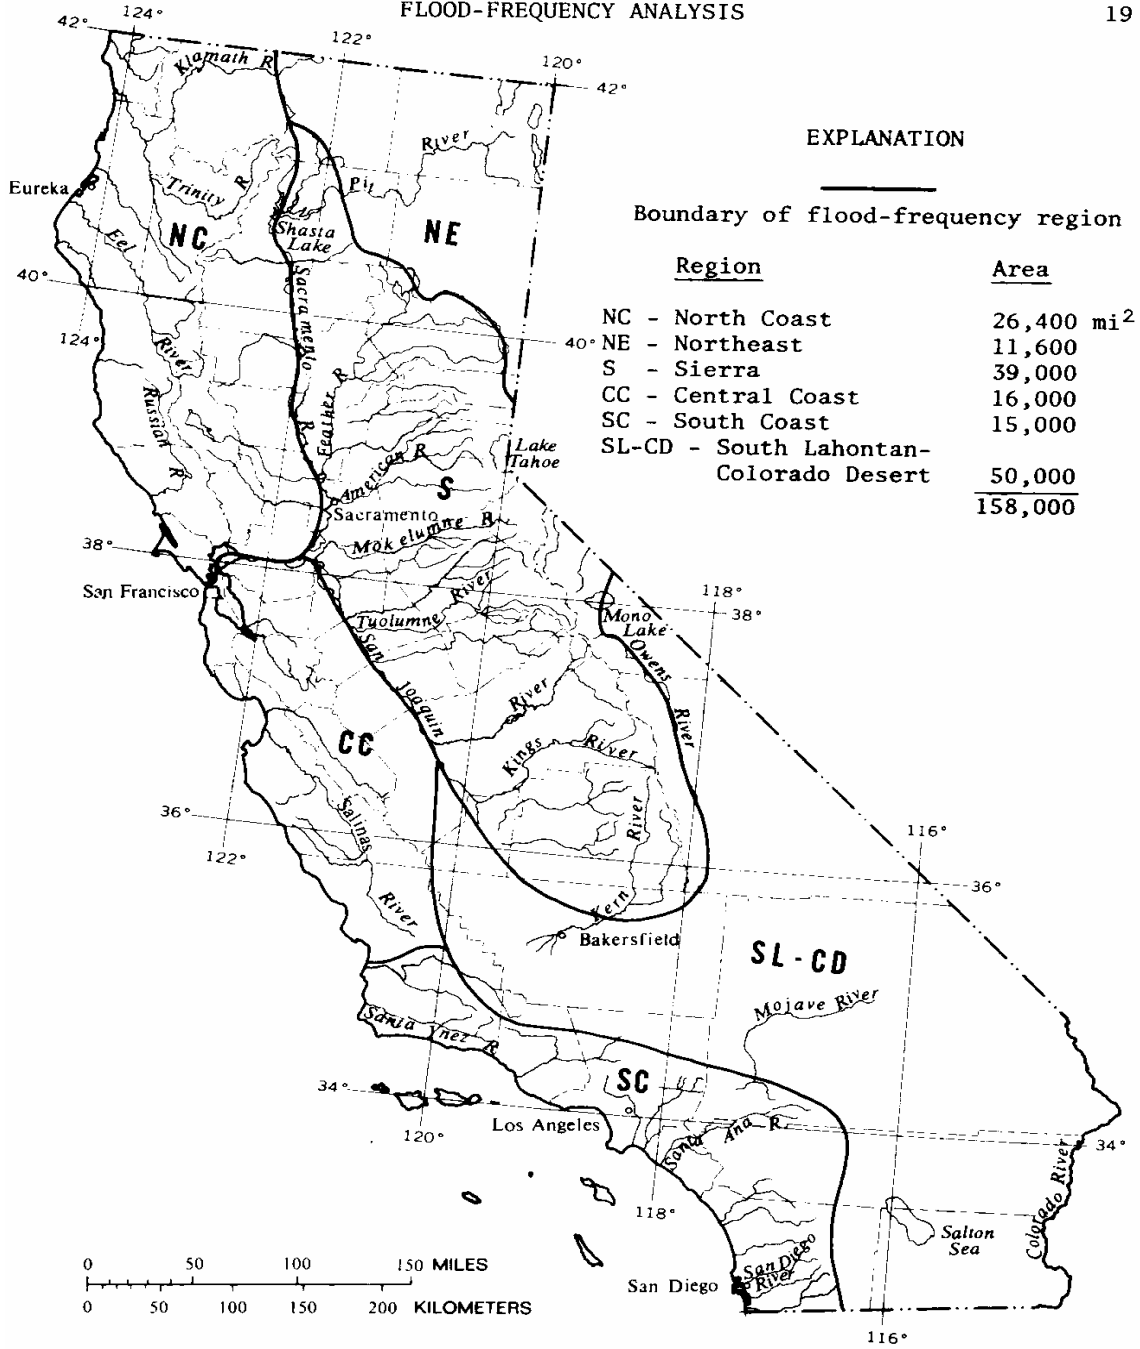 FLOOD-FREQUENCY ANALYSIS
19
42°
124°
122°
120°
42°
Klamath R
River
Pit
Eureka
Trinity R
NC
Shasta
Lake
NE
Eel
River
40°
124°
Sacramento R
40°
EXPLANATION
Boundary of flood-frequency region
Region Area
NC - North Coast 26,400 mi2
NE - Northeast 11,600
S - Sierra 39,000
CC - Central Coast 16,000
SC - South Coast 15,000
SL-CD - South Lahontan-
Colorado Desert 50,000
158,000
Russian R
Feather R
American R
Lake
Tahoe
S
Sacramento
Mokelumne R
38°
San Francisco
118°
38°
Tuolumne River
Mono
Lake
Owens River
San Joaquin River
CC
Kings River
Salinas River
36°
122°
Kern River
116°
36°
Bakersfield
SL-CD
Mojave River
Santa Ynez R
34°
SC
Los Angeles
120°
Santa Ana R.
34°
118°
Colorado River
Salton
Sea
San Diego
San Diego
River
116°
0 50 100 150 MILES
0 50 100 150 200 KILOMETERS